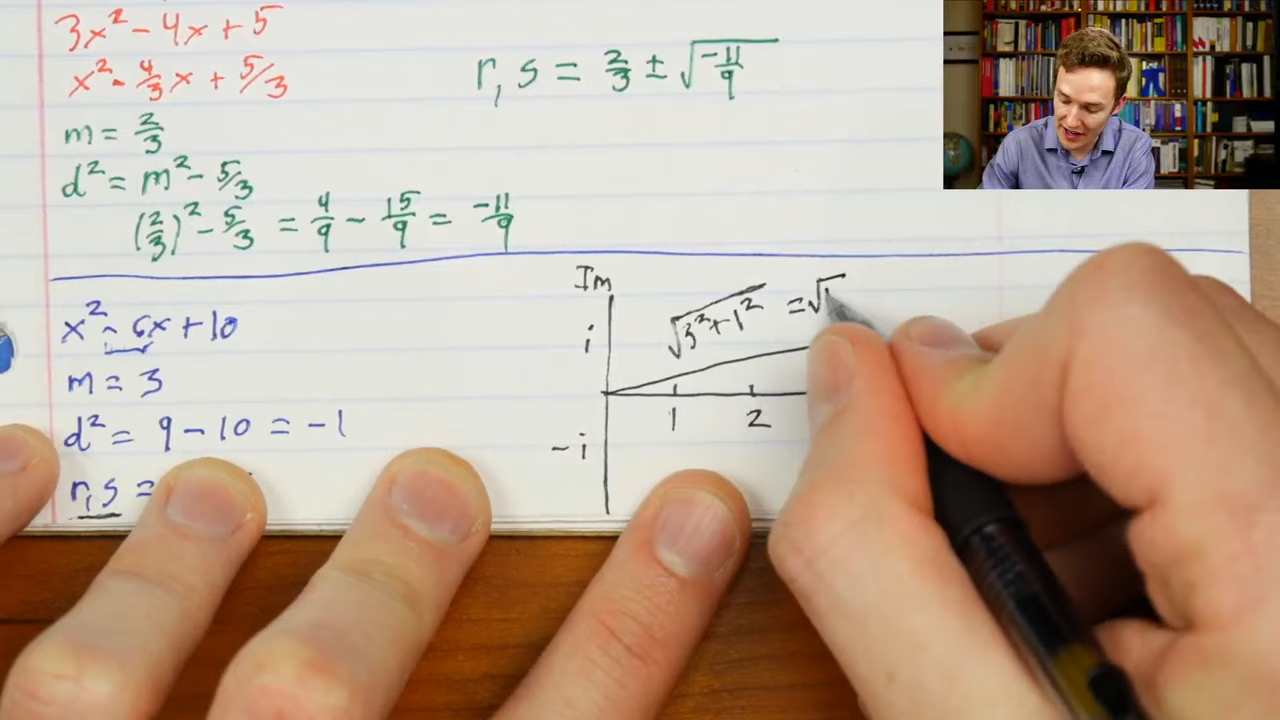 3x² - 4x + 5
x² - 4/3 x + 5/3
m = 2/3
d² = m² - 5/3
(2/3)² - 5/3 = 4/9 - 15/9 = -11/9
r, s = 2/3 ± √(-11/9)
x² - 6x + 10
m = 3
d² = 9 - 10 = -1
r, s =
Im
√(3² + 1²) = √
i
1 2
-i